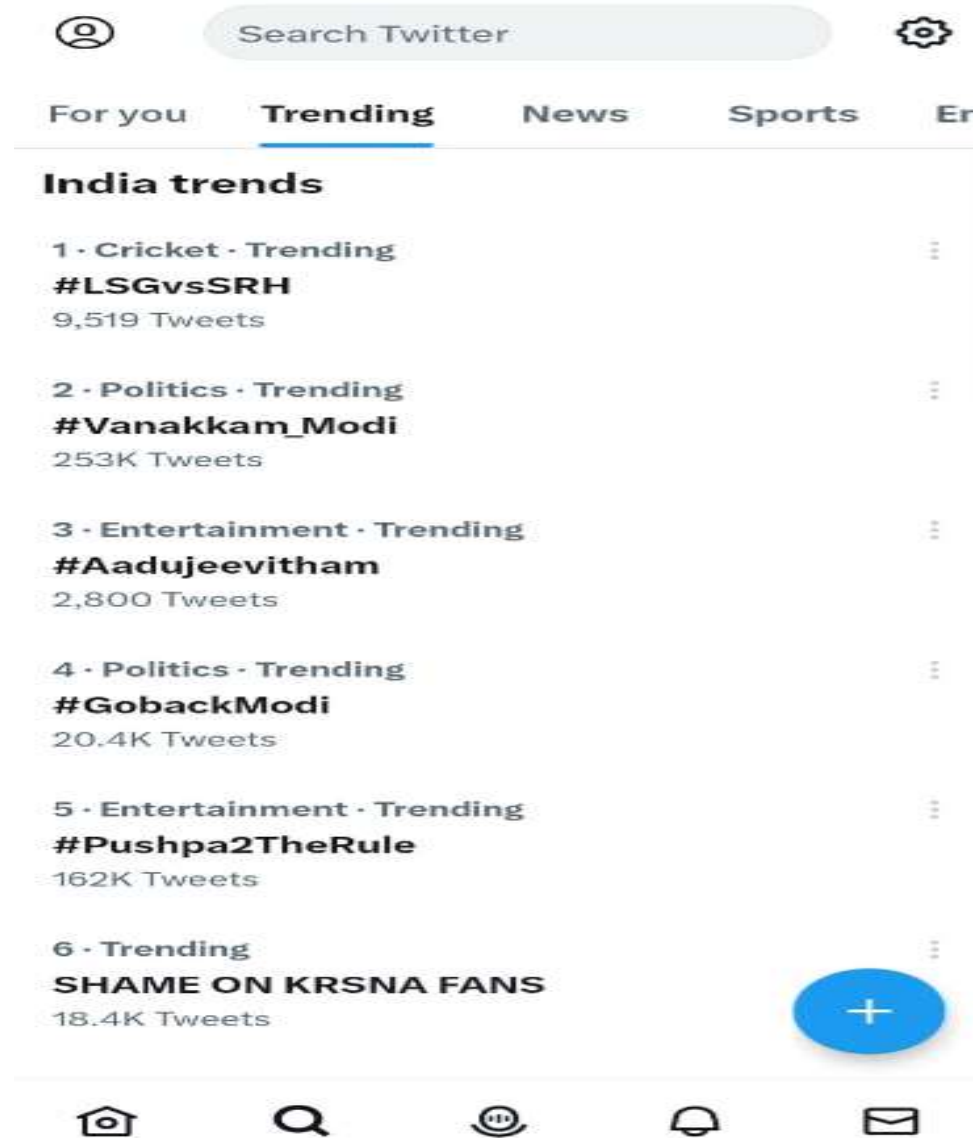 Search Twitter
For you Trending News Sports En
India trends
1 · Cricket · Trending
#LSGvsSRH
9,519 Tweets
2 · Politics · Trending
#Vanakkam_Modi
253K Tweets
3 · Entertainment · Trending
#Aadujeevitham
2,800 Tweets
4 · Politics · Trending
#GobackModi
20.4K Tweets
5 · Entertainment · Trending
#Pushpa2TheRule
162K Tweets
6 · Trending
SHAME ON KRSNA FANS
18.4K Tweets